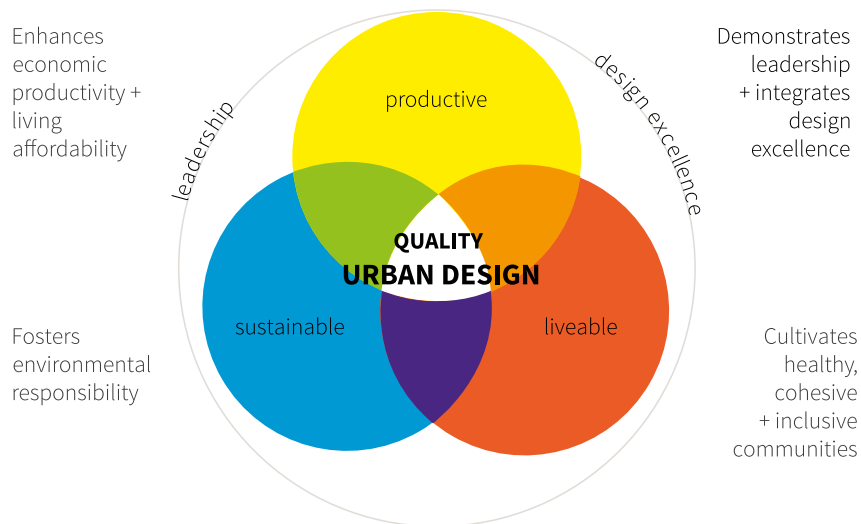 Enhances
economic
productivity +
living
affordability
leadership
productive
design excellence
Demonstrates
leadership
+ integrates
design
excellence
QUALITY
URBAN DESIGN
sustainable
liveable
Fosters
environmental
responsibility
Cultivates
healthy,
cohesive
+ inclusive
communities